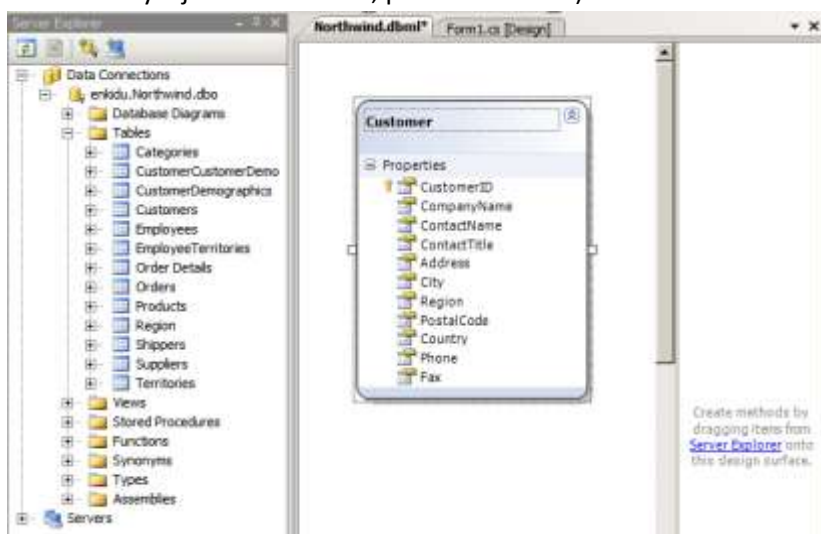 Server Explorer
Data Connections
enkidu.Northwind.dbo
Database Diagrams
Tables
Categories
CustomerCustomerDemo
CustomerDemographics
Customers
Employees
EmployeeTerritories
Order Details
Orders
Products
Region
Shippers
Suppliers
Territories
Views
Stored Procedures
Functions
Synonyms
Types
Assemblies
Servers
Northwind.dbml* Form1.cs [Design]
Customer
Properties
CustomerID
CompanyName
ContactName
ContactTitle
Address
City
Region
PostalCode
Country
Phone
Fax
Create methods by
dragging items from
Server Explorer onto
this design surface.